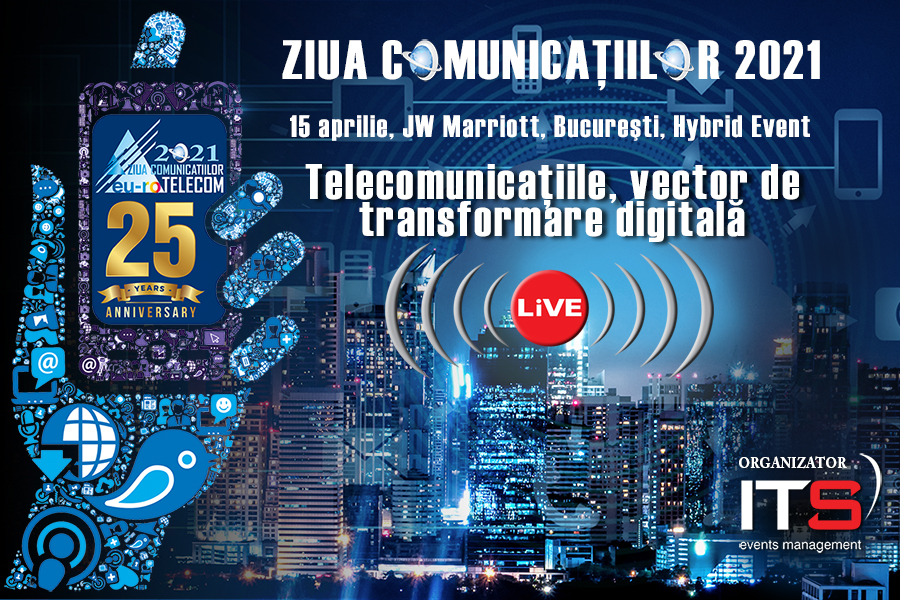 ZIUA COMUNICAȚIILOR 2021
15 aprilie, JW Marriott, București, Hybrid Event
Telecomunicațiile, vector de
transformare digitală
LiVE
2021
ZIUA COMUNICATIILOR
eu-ro.TELECOM
25
YEARS
ANNIVERSARY
ORGANIZATOR
ITS
events management